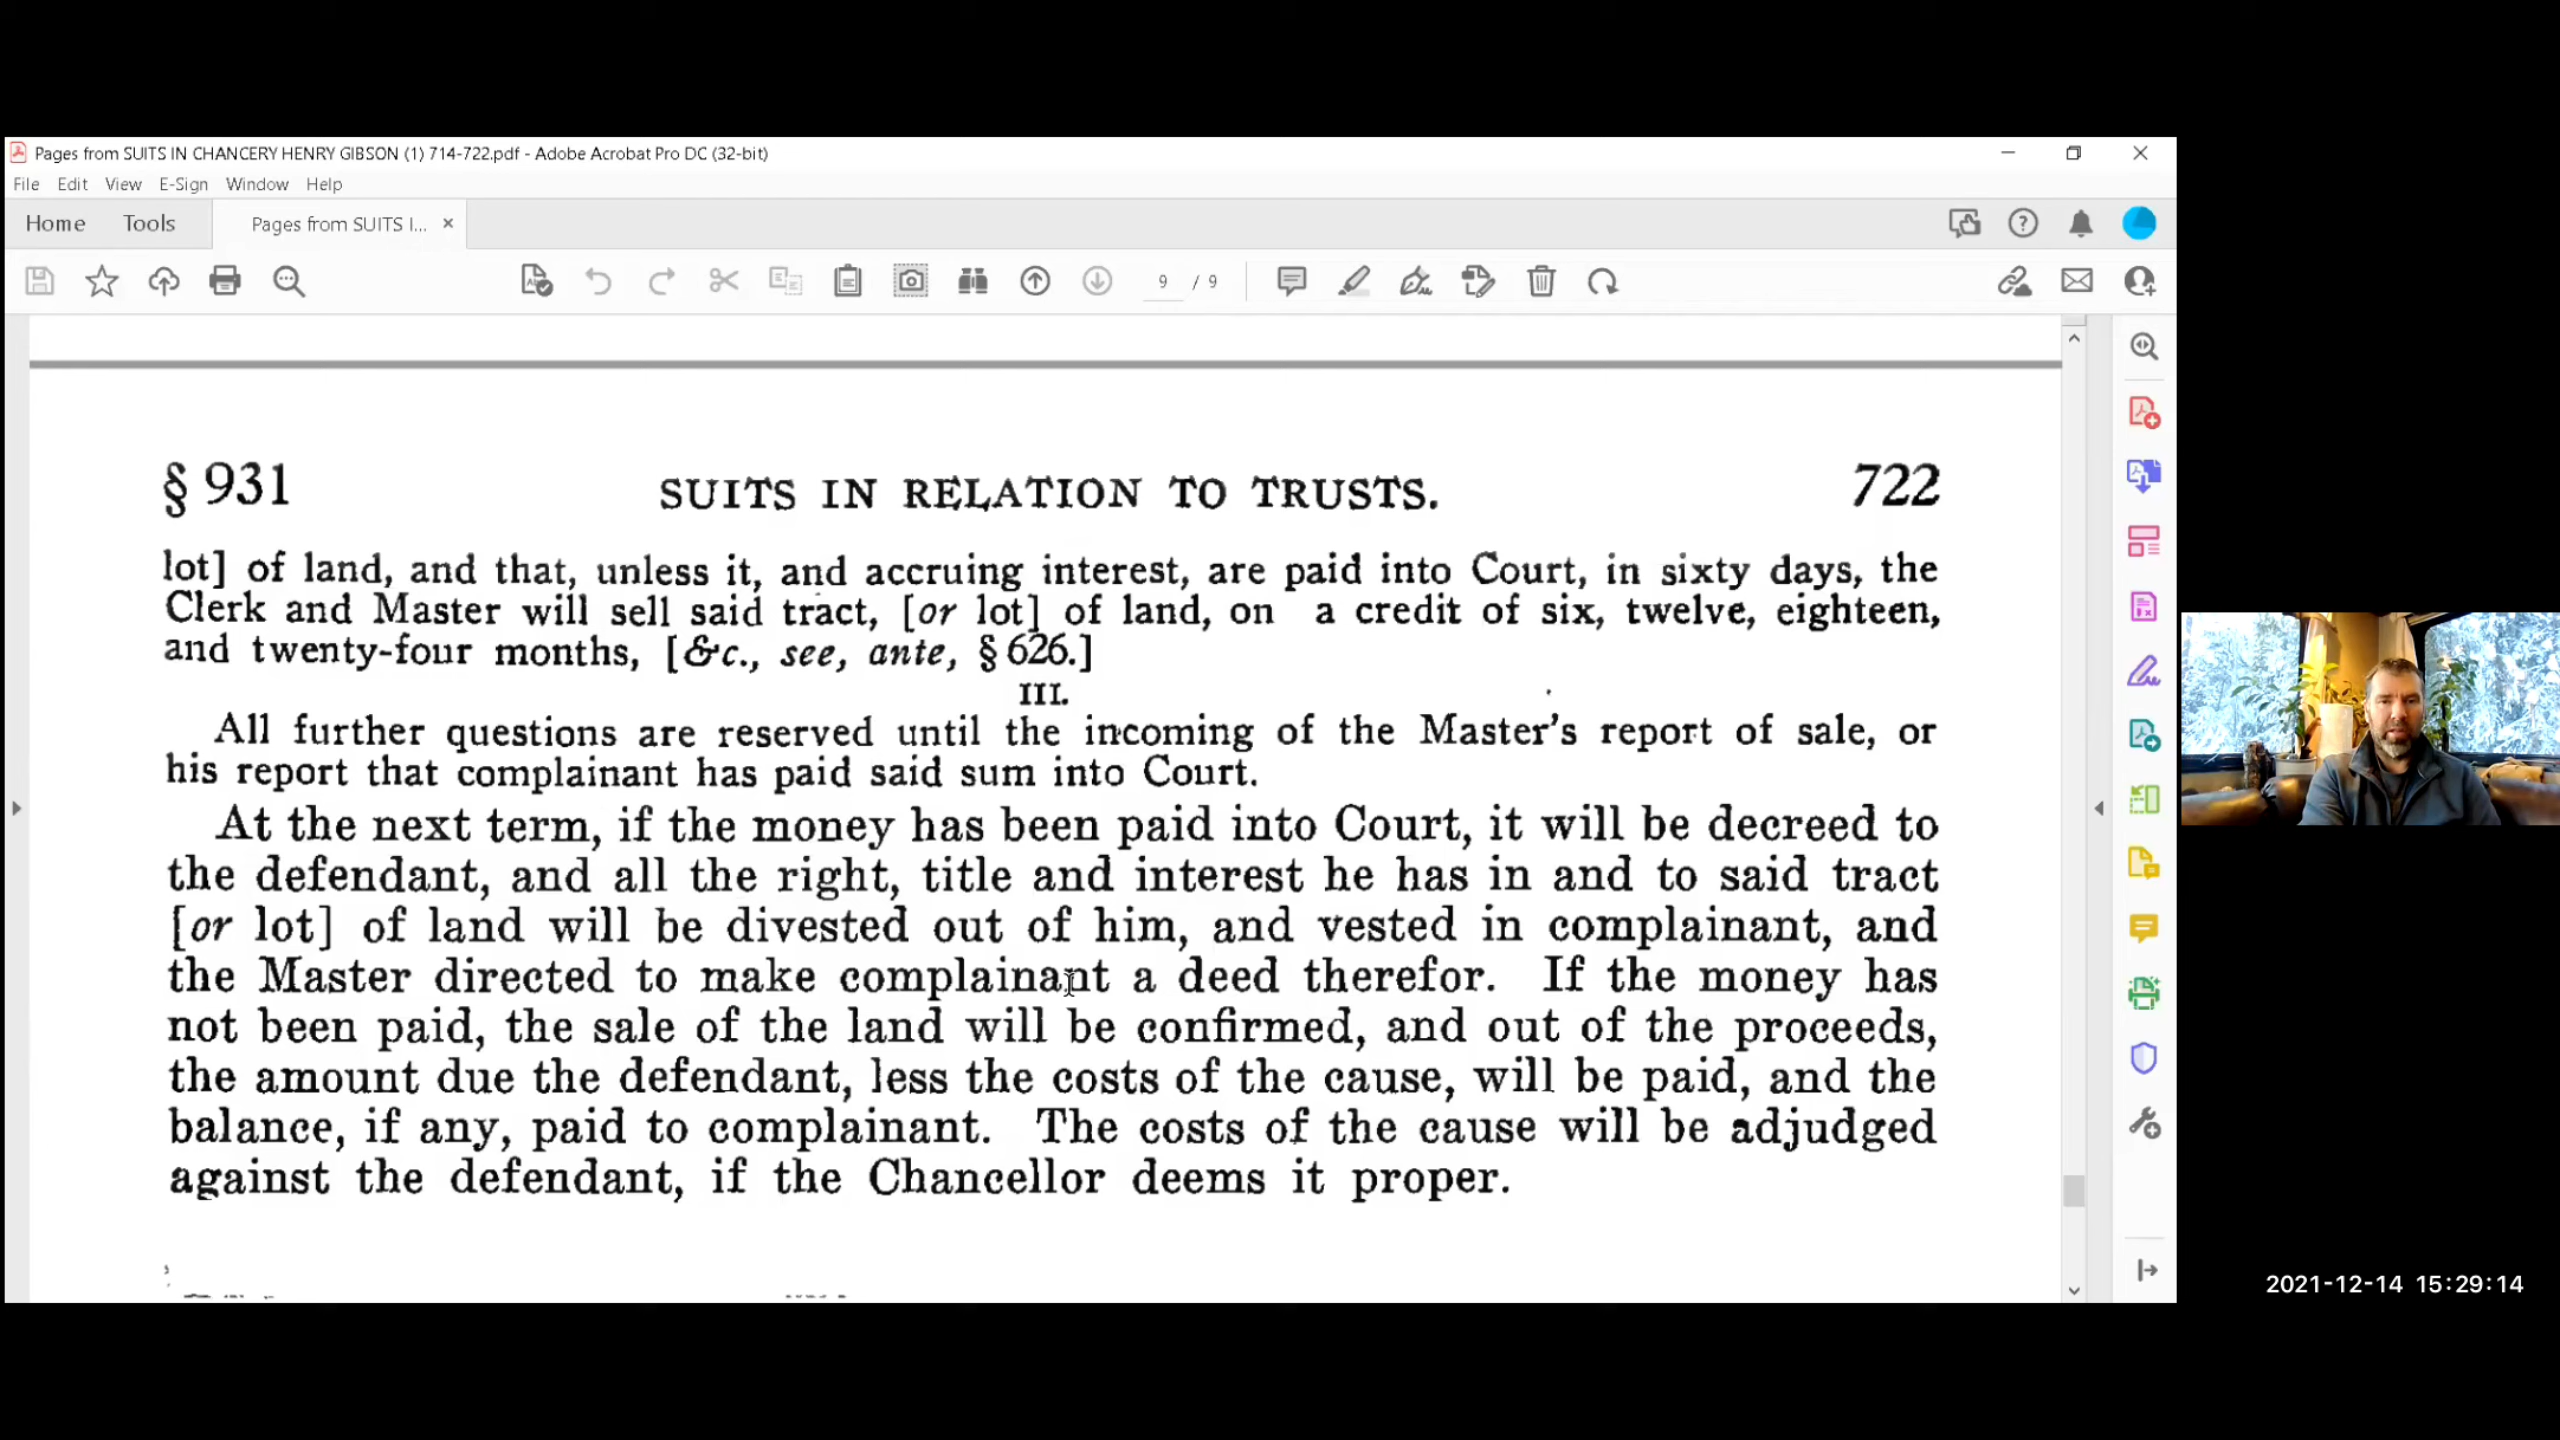 Pages from SUITS IN CHANCERY HENRY GIBSON (1) 714-722.pdf - Adobe Acrobat Pro DC (32-bit)
File Edit View E-Sign Window Help
Home Tools Pages from SUITS I...
9 / 9
§ 931 SUITS IN RELATION TO TRUSTS. 722
lot] of land, and that, unless it, and accruing interest, are paid into Court, in sixty days, the
Clerk and Master will sell said tract, [or lot] of land, on a credit of six, twelve, eighteen,
and twenty-four months, [&c., see, ante, § 626.]
III.
All further questions are reserved until the incoming of the Master's report of sale, or
his report that complainant has paid said sum into Court.
At the next term, if the money has been paid into Court, it will be decreed to
the defendant, and all the right, title and interest he has in and to said tract
[or lot] of land will be divested out of him, and vested in complainant, and
the Master directed to make complainant a deed therefor. If the money has
not been paid, the sale of the land will be confirmed, and out of the proceeds,
the amount due the defendant, less the costs of the cause, will be paid, and the
balance, if any, paid to complainant. The costs of the cause will be adjudged
against the defendant, if the Chancellor deems it proper.
2021-12-14 15:29:14